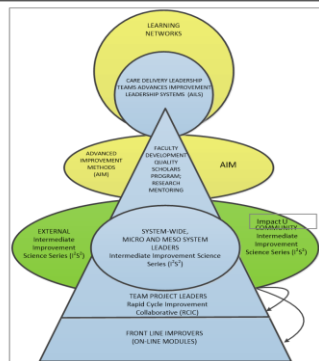 LEARNING
NETWORKS
CARE DELIVERY LEADERSHIP
TEAMS ADVANCES IMPROVEMENT
LEADERSHIP SYSTEMS (AILS)
ADVANCED
IMPROVEMENT
METHODS
(AIM)
FACULTY
DEVELOPMENT
QUALITY
SCHOLARS
PROGRAM;
RESEARCH
MENTORING
AIM
EXTERNAL
Intermediate
Improvement
Science Series (I²S²)
SYSTEM-WIDE,
MICRO AND MESO SYSTEM
LEADERS
Intermediate Improvement Science
Series (I²S²)
Impact U
COMMUNITY
Intermediate
Improvement
Science Series (I²S²)
TEAM PROJECT LEADERS
Rapid Cycle Improvement
Collaborative (RCIC)
FRONT LINE IMPROVERS
(ON-LINE MODULES)